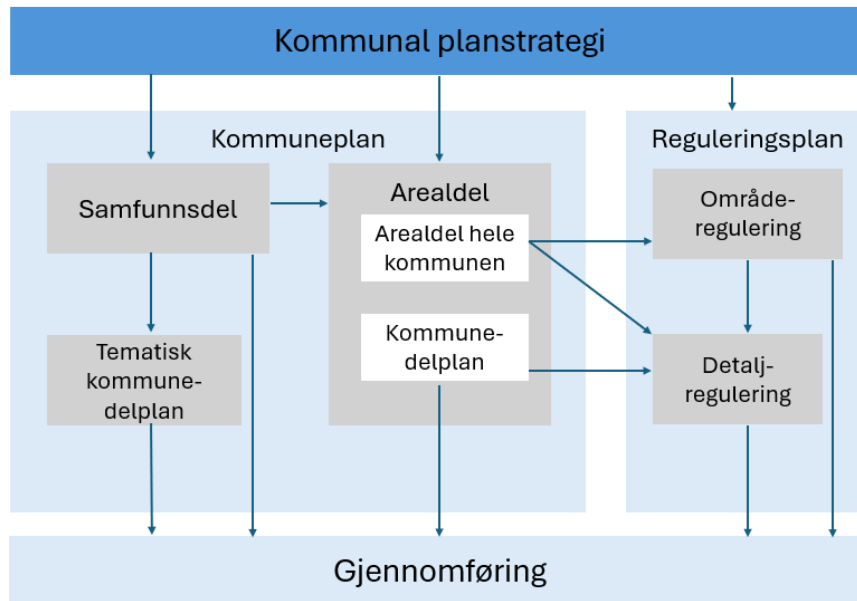 Kommunal planstrategi
Kommuneplan
Samfunnsdel
Tematisk
kommune-
delplan
Arealdel
Arealdel hele
kommunen
Kommune-
delplan
Reguleringsplan
Område-
regulering
Detalj-
regulering
Gjennomføring